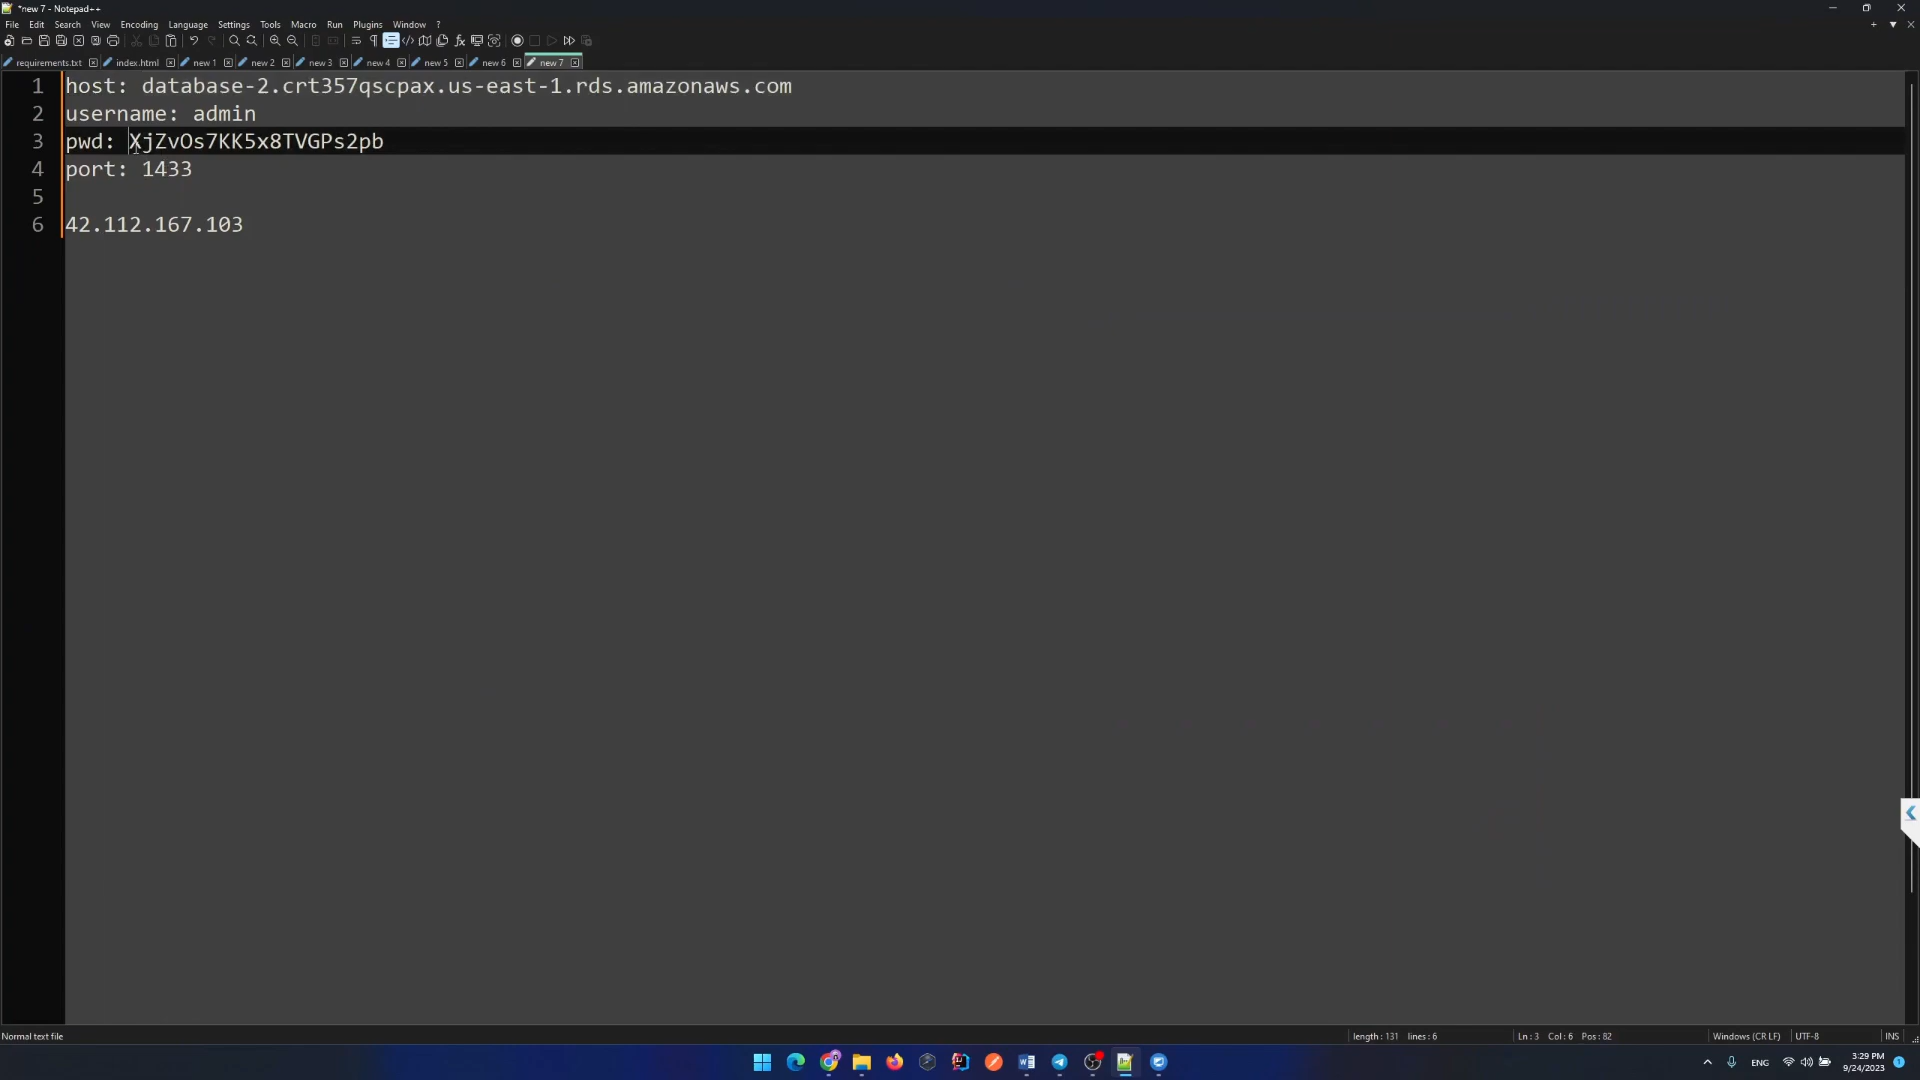 *new 7 - Notepad++
File Edit Search View Encoding Language Settings Tools Macro Run Plugins Window ?
requirements.txt index.html new 1 new 2 new 3 new 4 new 5 new 6 new 7
1 host: database-2.crt357qscpax.us-east-1.rds.amazonaws.com
2 username: admin
3 pwd: XjZvOs7KK5x8TVGPs2pb
4 port: 1433
5
6 42.112.167.103
Normal text file length : 131 lines : 6 Ln : 3 Col : 6 Pos : 82 Windows (CR LF) UTF-8 INS
ENG 3:29 PM
9/24/2023